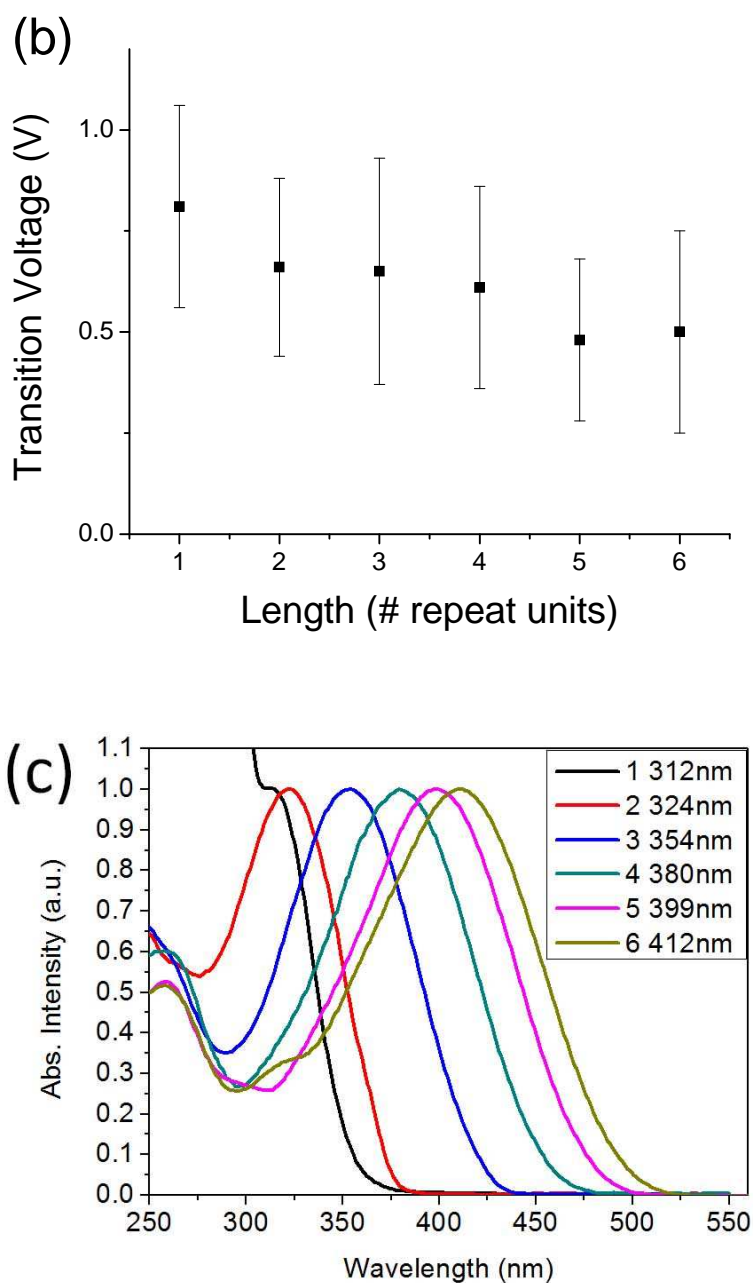 (b)
Transition Voltage (V)
1.0
0.5
0.0
1 2 3 4 5 6
Length (# repeat units)
(c)
Abs. Intensity (a.u.)
1.1
1.0
0.9
0.8
0.7
0.6
0.5
0.4
0.3
0.2
0.1
0.0
1 312nm
2 324nm
3 354nm
4 380nm
5 399nm
6 412nm
250 300 350 400 450 500 550
Wavelength (nm)